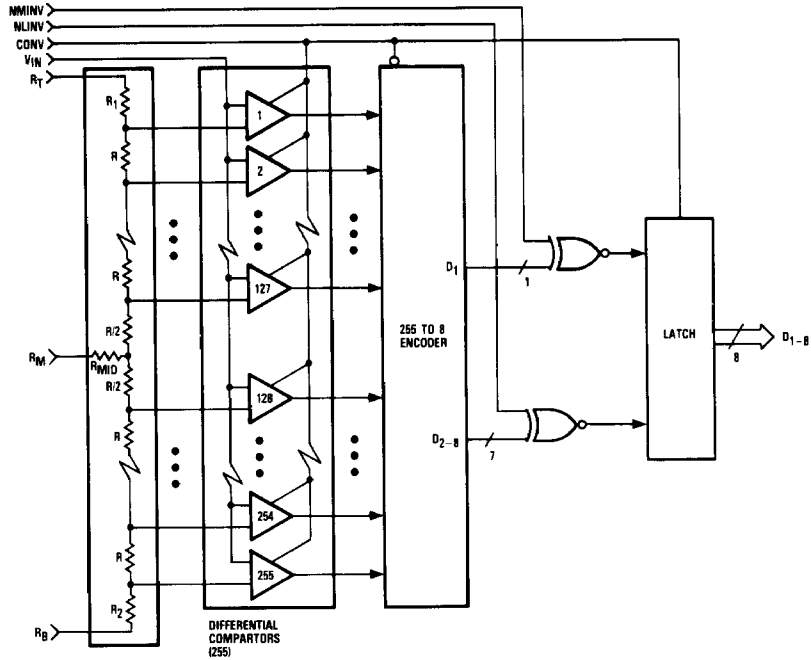 NMINV
NLINV
CONV
VIN
RT
R1
R
R
R/2
RM
RMID
R/2
R
R
R2
RB
1
2
127
128
254
255
DIFFERENTIAL
COMPARTORS
(255)
255 TO 8
ENCODER
D1
1
D2-8
7
LATCH
8
D1-8